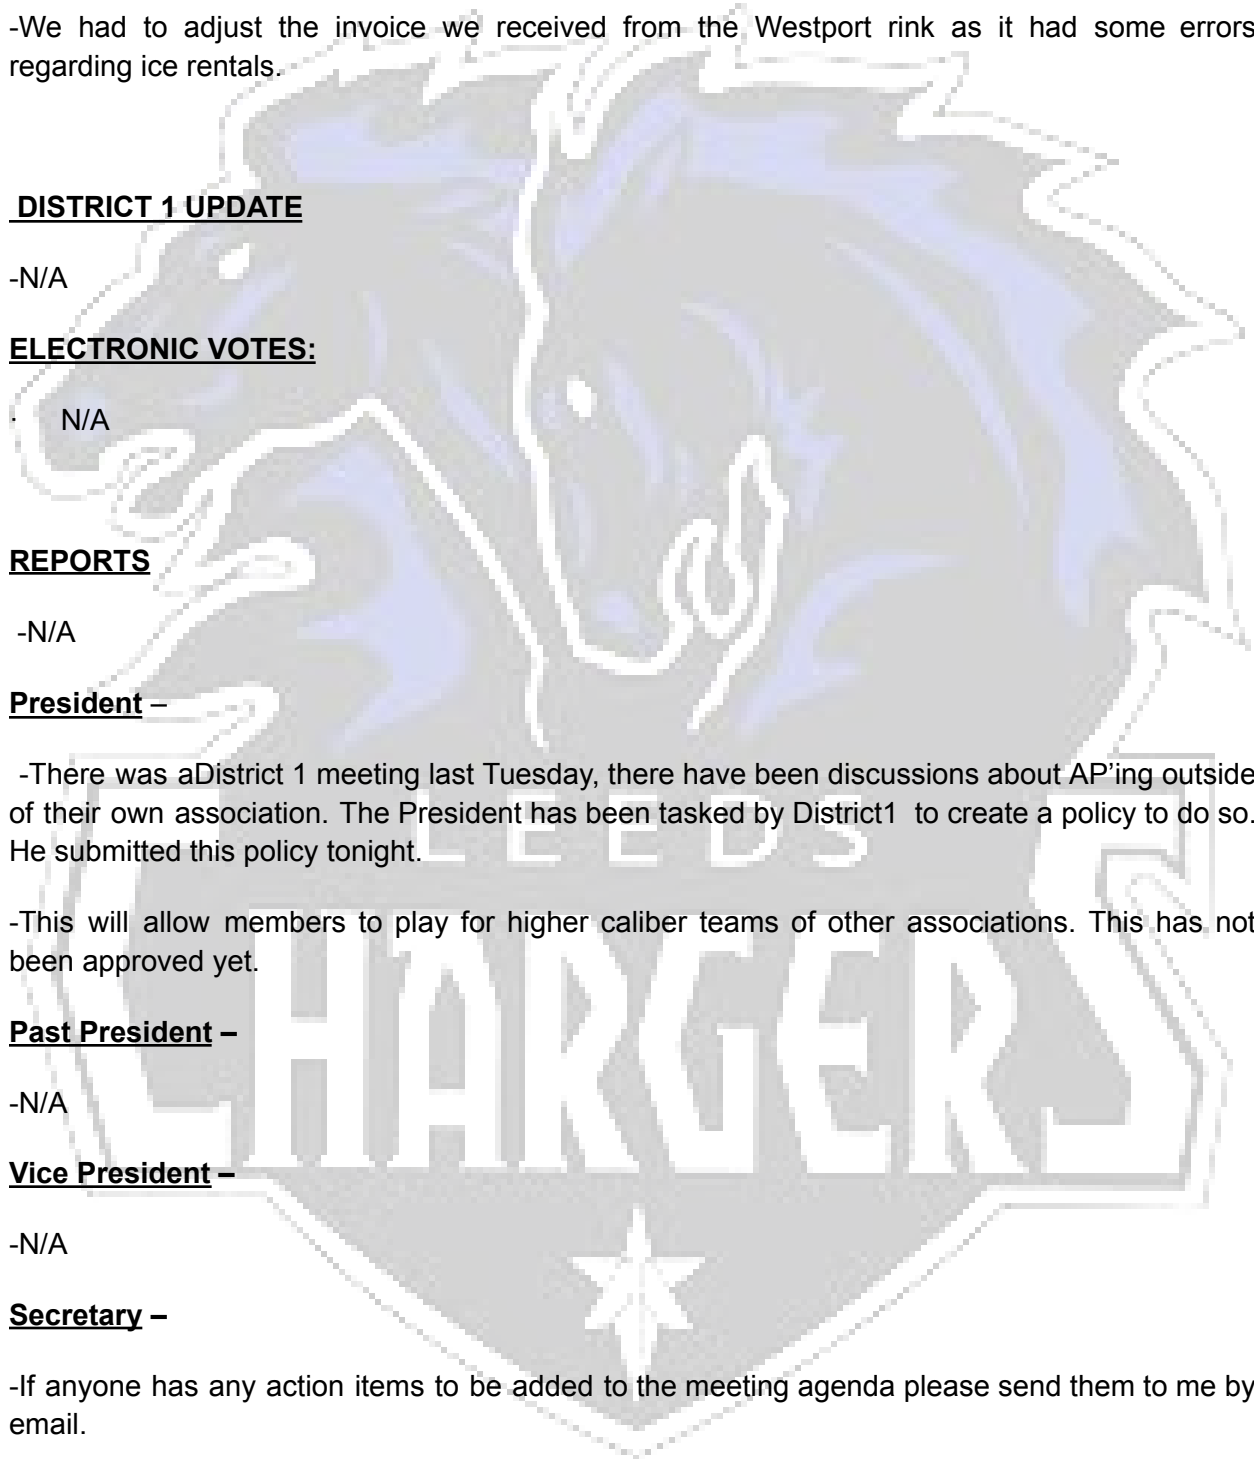 -We had to adjust the invoice we received from the Westport rink as it had some errors
regarding ice rentals.
DISTRICT 1 UPDATE
-N/A
ELECTRONIC VOTES:
· N/A
REPORTS
-N/A
President –
-There was aDistrict 1 meeting last Tuesday, there have been discussions about AP’ing outside
of their own association. The President has been tasked by District1  to create a policy to do so.
He submitted this policy tonight.
LEEDS
-This will allow members to play for higher caliber teams of other associations. This has not
been approved yet.
CHARGERS
Past President –
-N/A
Vice President –
-N/A
Secretary –
-If anyone has any action items to be added to the meeting agenda please send them to me by
email.